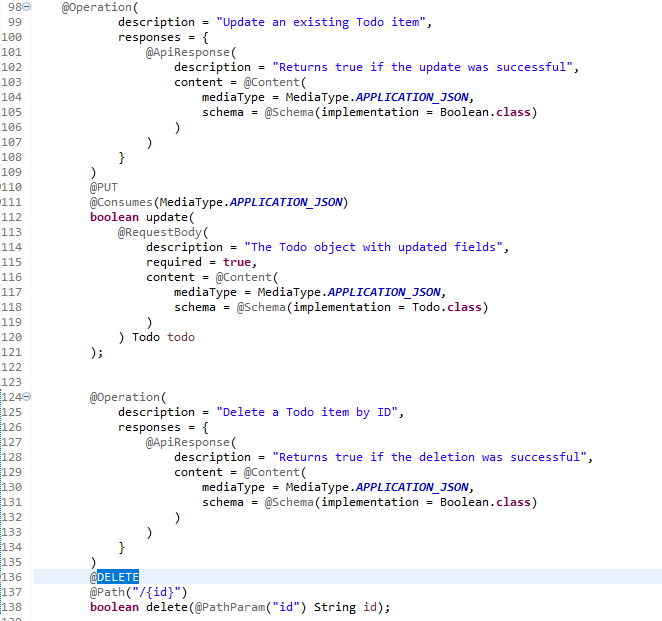 98 @Operation(
99 description = "Update an existing Todo item",
100 responses = {
101 @ApiResponse(
102 description = "Returns true if the update was successful",
103 content = @Content(
104 mediaType = MediaType.APPLICATION_JSON,
105 schema = @Schema(implementation = Boolean.class)
106 )
107 )
108 }
109 )
110 @PUT
111 @Consumes(MediaType.APPLICATION_JSON)
112 boolean update(
113 @RequestBody(
114 description = "The Todo object with updated fields",
115 required = true,
116 content = @Content(
117 mediaType = MediaType.APPLICATION_JSON,
118 schema = @Schema(implementation = Todo.class)
119 )
120 ) Todo todo
121 );
122
123
124 @Operation(
125 description = "Delete a Todo item by ID",
126 responses = {
127 @ApiResponse(
128 description = "Returns true if the deletion was successful",
129 content = @Content(
130 mediaType = MediaType.APPLICATION_JSON,
131 schema = @Schema(implementation = Boolean.class)
132 )
133 )
134 }
135 )
136 @DELETE
137 @Path("/{id}")
138 boolean delete(@PathParam("id") String id);